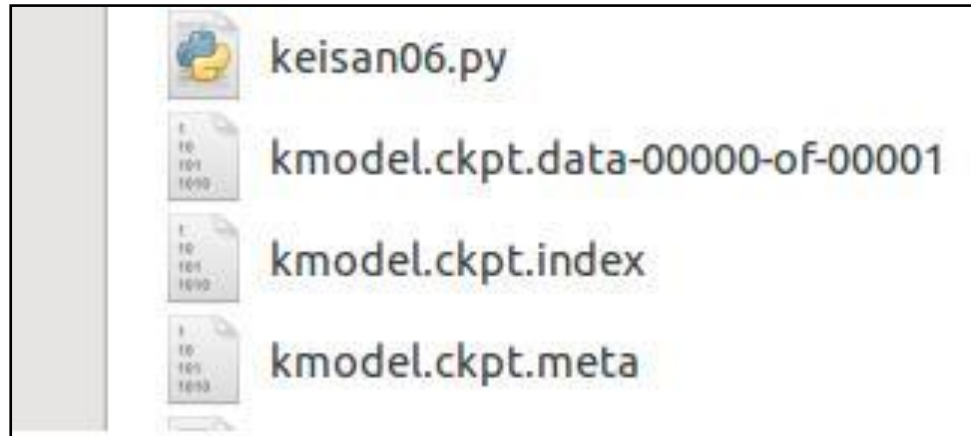 keisan06.py
kmodel.ckpt.data-00000-of-00001
kmodel.ckpt.index
kmodel.ckpt.meta